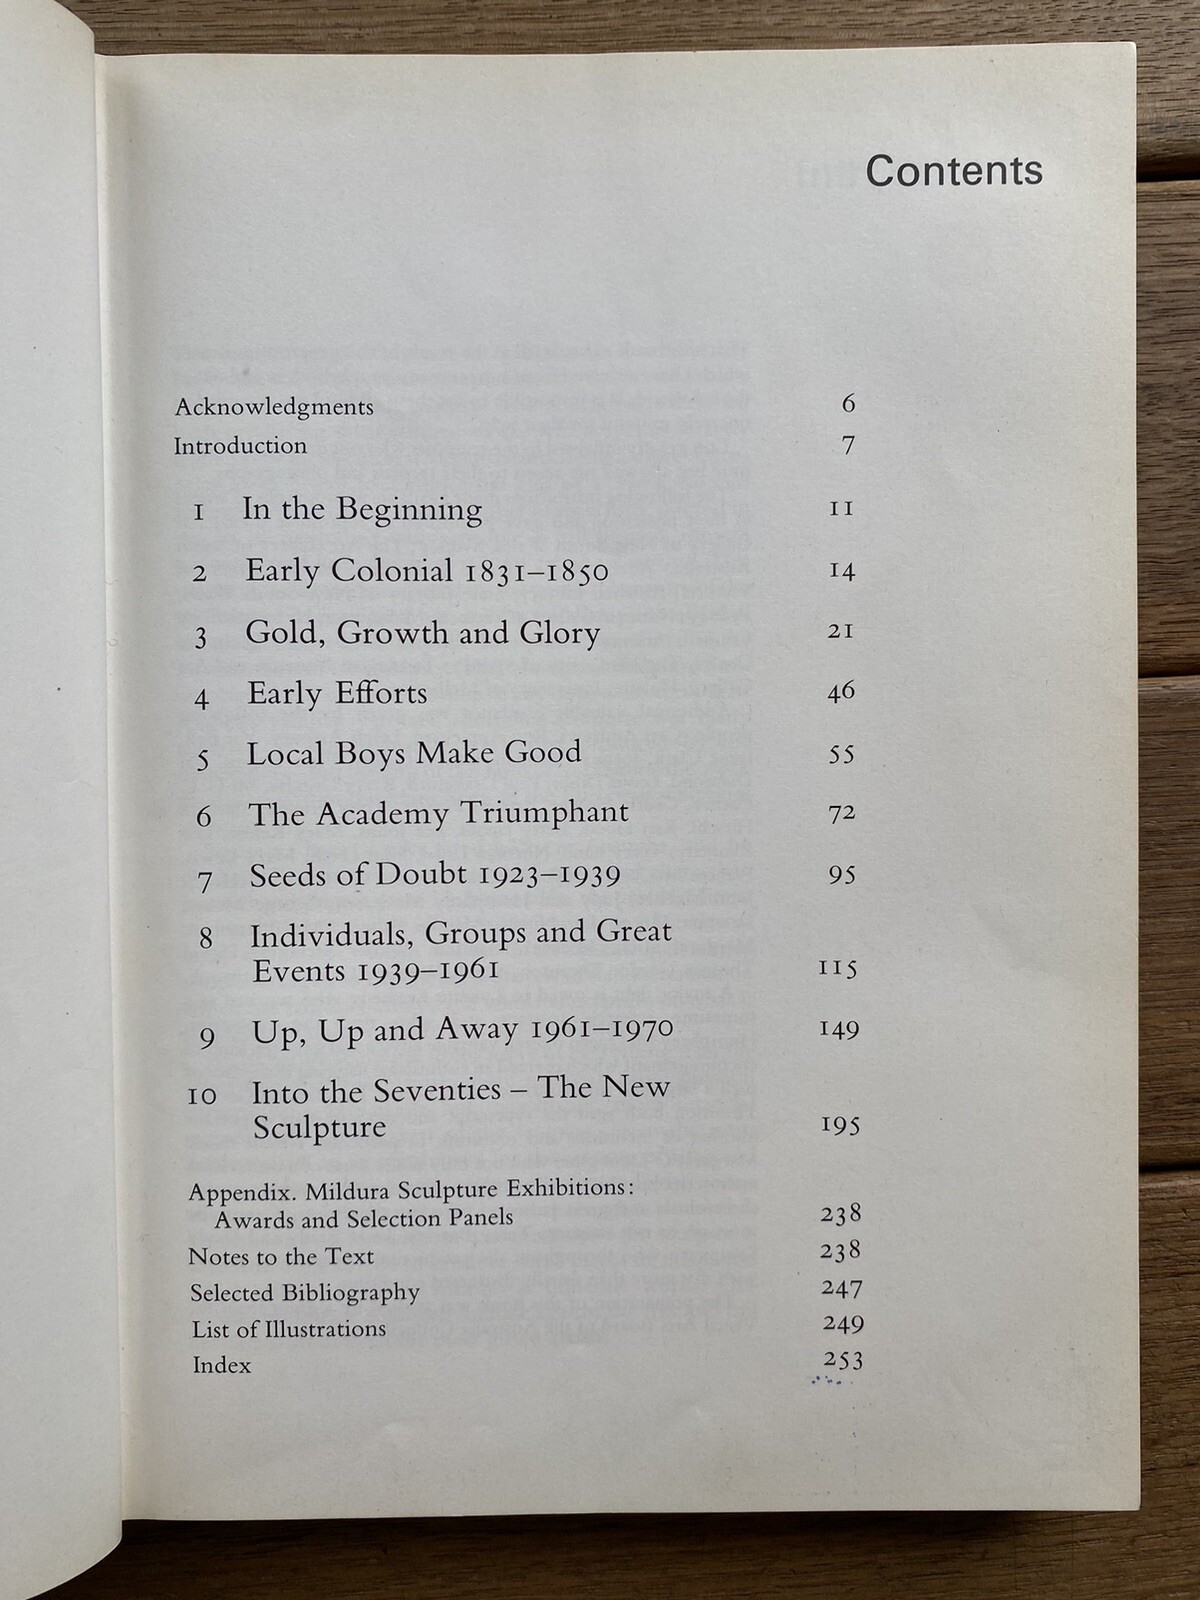 Contents
Acknowledgments 6
Introduction 7
1 In the Beginning 11
2 Early Colonial 1831–1850 14
3 Gold, Growth and Glory 21
4 Early Efforts 46
5 Local Boys Make Good 55
6 The Academy Triumphant 72
7 Seeds of Doubt 1923–1939 95
8 Individuals, Groups and Great
Events 1939–1961 115
9 Up, Up and Away 1961–1970 149
10 Into the Seventies – The New
Sculpture 195
Appendix. Mildura Sculpture Exhibitions:
Awards and Selection Panels 238
Notes to the Text 238
Selected Bibliography 247
List of Illustrations 249
Index 253